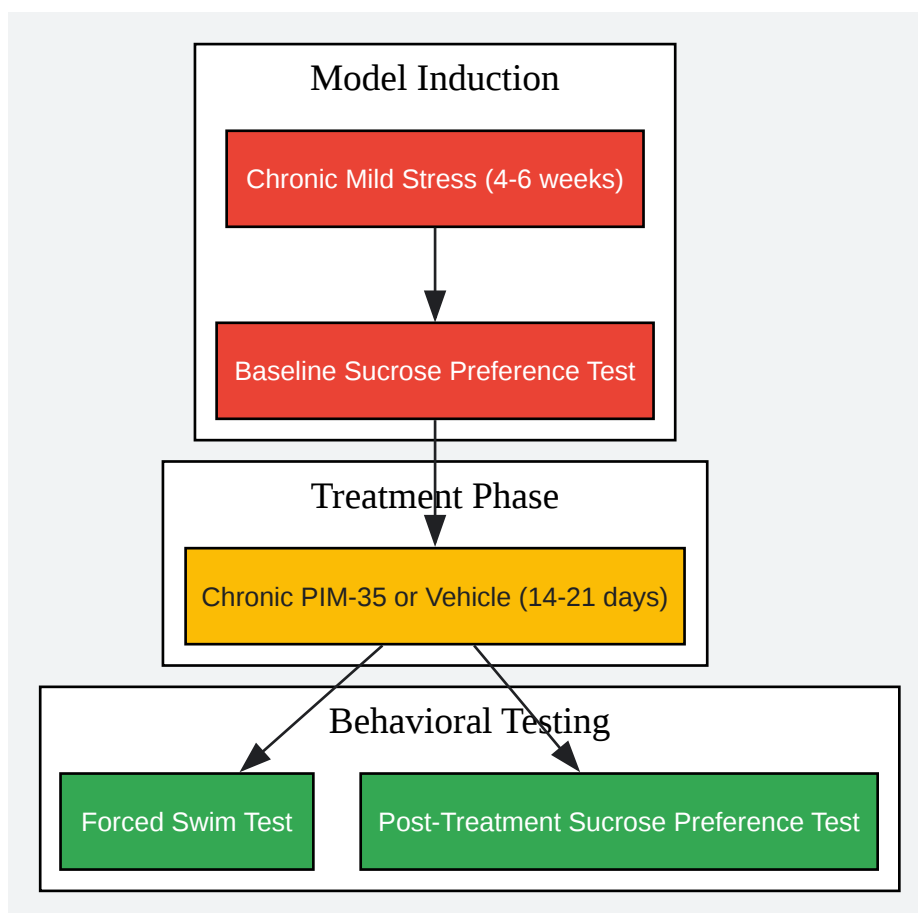 Model Induction
Chronic Mild Stress (4-6 weeks)
Baseline Sucrose Preference Test
Treatment Phase
Chronic PIM-35 or Vehicle (14-21 days)
Behavioral Testing
Forced Swim Test
Post-Treatment Sucrose Preference Test